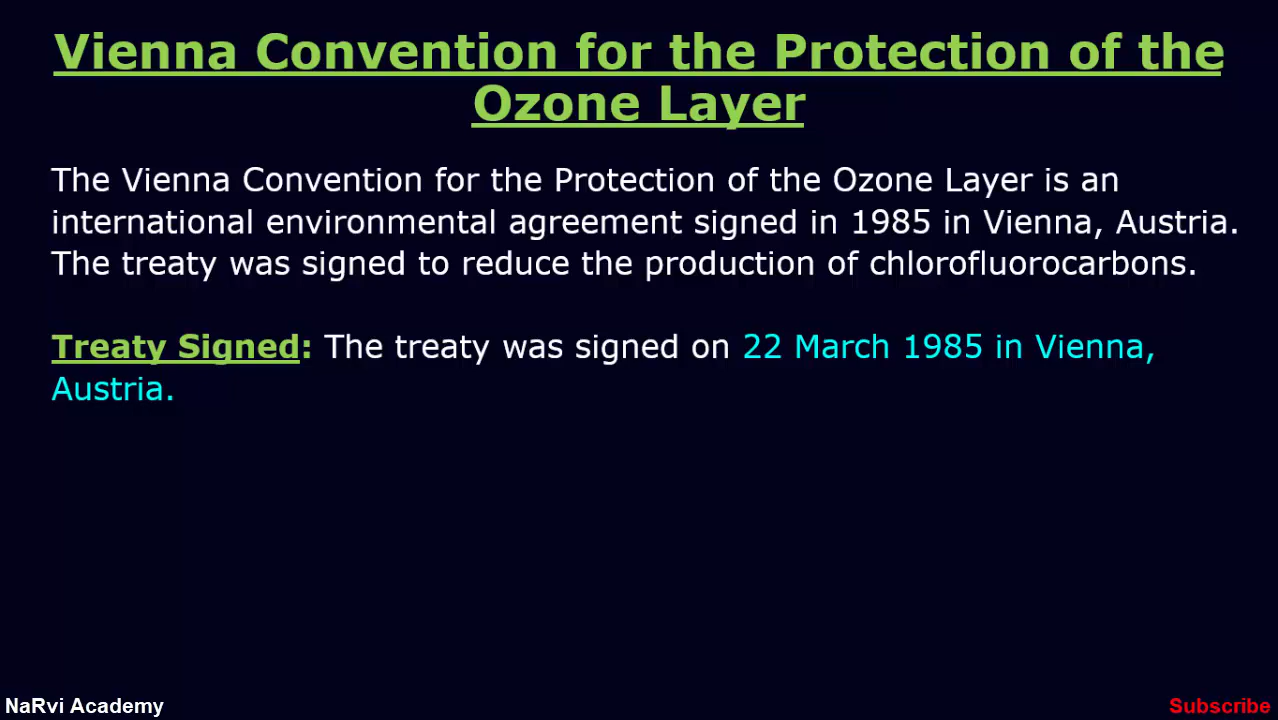 Vienna Convention for the Protection of the
Ozone Layer
The Vienna Convention for the Protection of the Ozone Layer is an
international environmental agreement signed in 1985 in Vienna, Austria.
The treaty was signed to reduce the production of chlorofluorocarbons.
Treaty Signed: The treaty was signed on 22 March 1985 in Vienna,
Austria.
NaRvi Academy
Subscribe